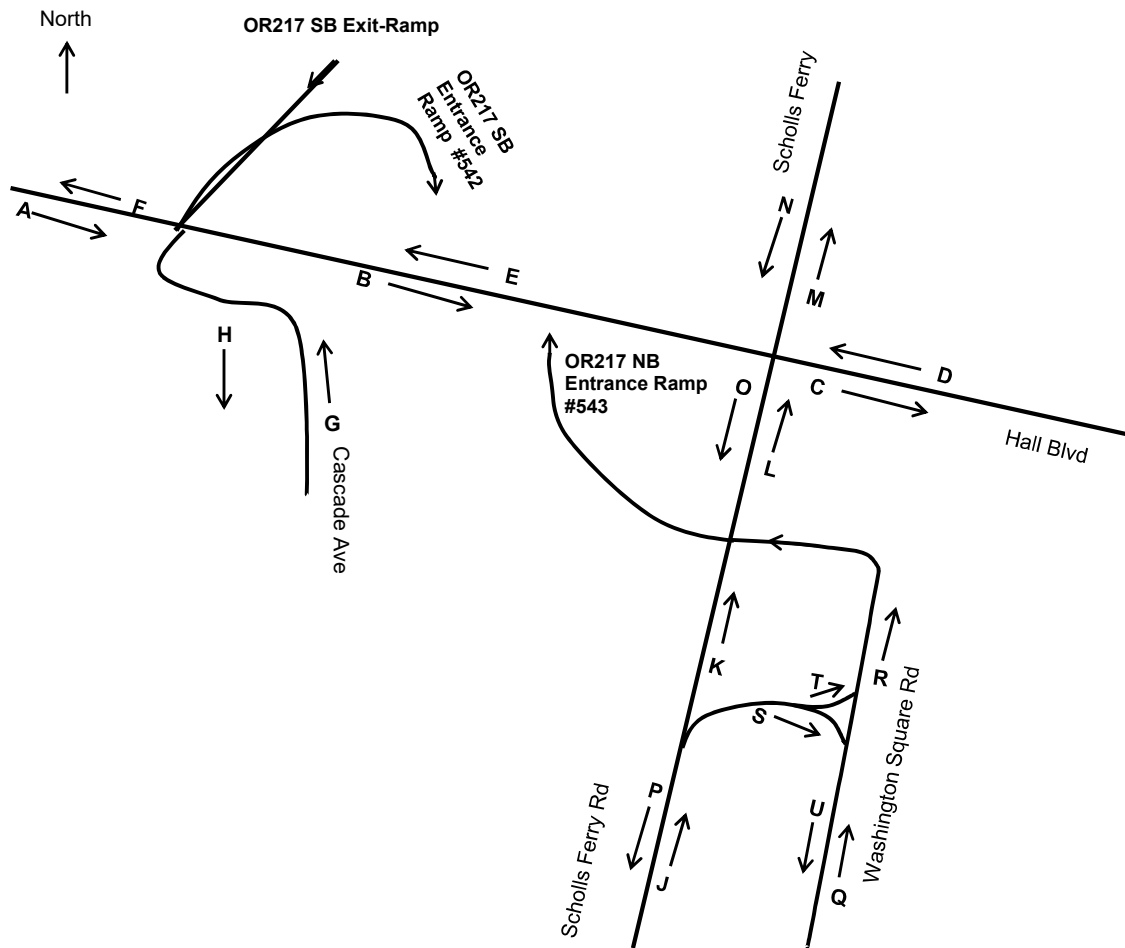 North
OR217 SB Exit-Ramp
OR217 SB
Entrance
Ramp #542
Scholls Ferry
A
F
N
B
E
M
H
OR217 NB
Entrance Ramp
#543
O
C
D
G
Cascade Ave
L
Hall Blvd
K
T
R
S
Washington Square Rd
P
U
Scholls Ferry Rd
J
Q